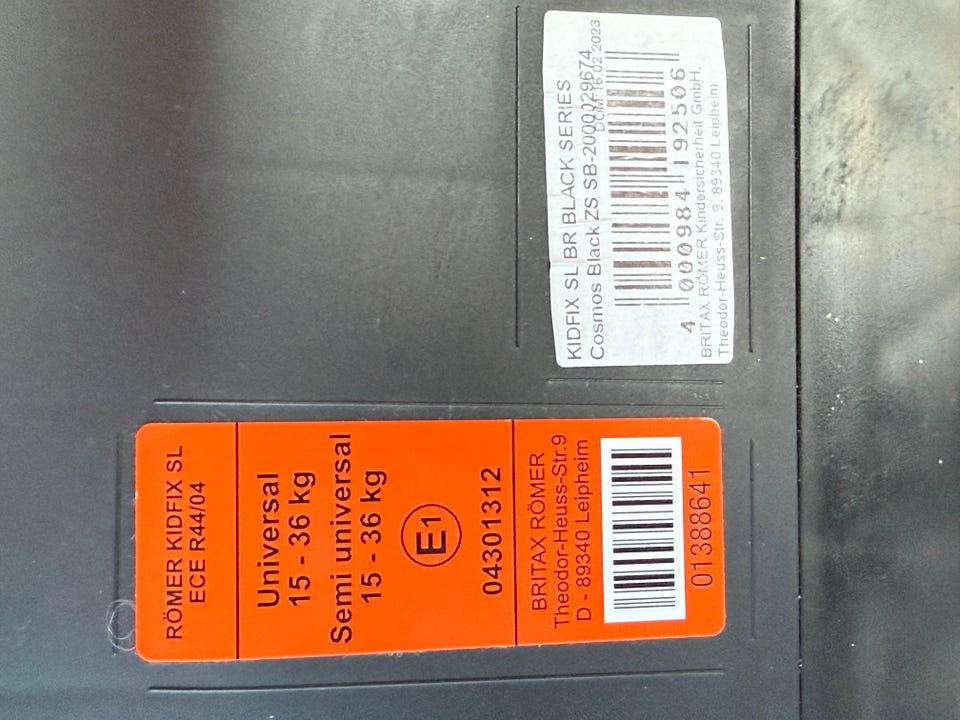 RÖMER KIDFIX SL
ECE R44/04
Universal
15 - 36 kg
Semi universal
15 - 36 kg
E1
04301312
BRITAX RÖMER
Theodor-Heuss-Str.9
D - 89340 Leipheim
01388641
KIDFIX SL BR BLACK SERIES
Cosmos Black ZS SB-2000029674
DOM-16.02.2023
4 000984 192506
BRITAX RÖMER Kindersicherheit GmbH,
Theodor-Heuss-Str. 9, 89340 Leipheim